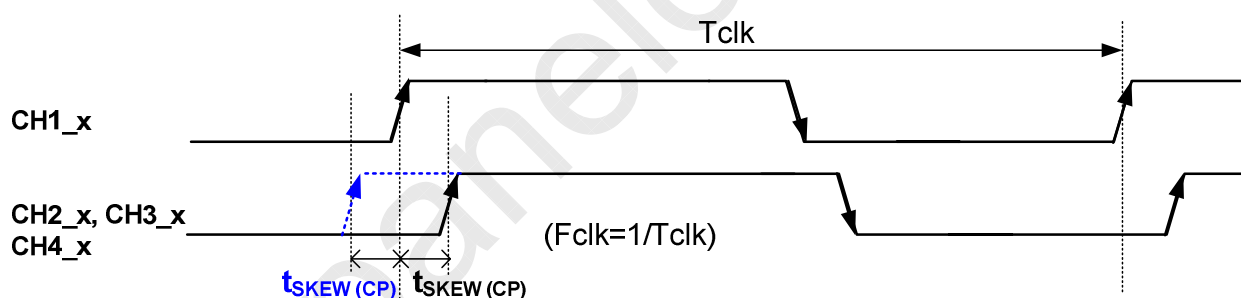 Tclk
CH1_x
CH2_x, CH3_x
CH4_x
(Fclk=1/Tclk)
tSKEW (CP) tSKEW (CP)